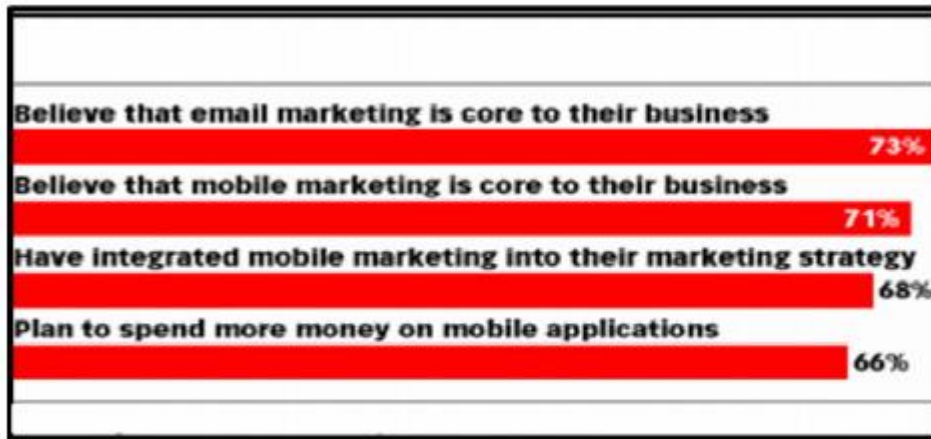 Believe that email marketing is core to their business
73%
Believe that mobile marketing is core to their business
71%
Have integrated mobile marketing into their marketing strategy
68%
Plan to spend more money on mobile applications
66%